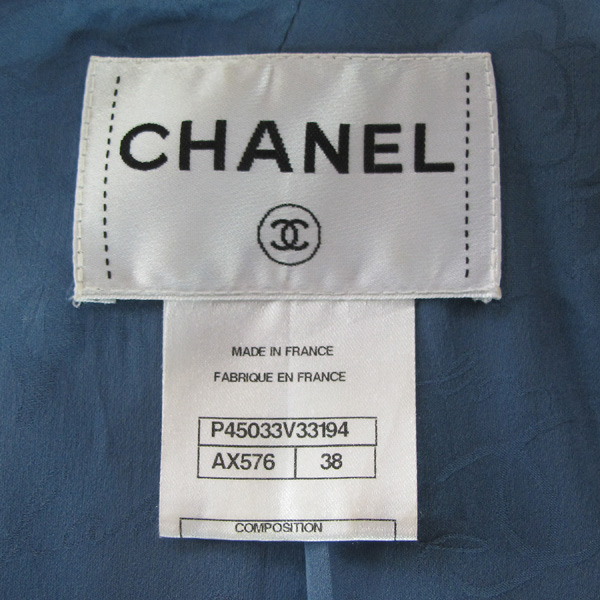 CHANEL
MADE IN FRANCE
FABRIQUE EN FRANCE
P45033V33194
AX576 38
COMPOSITION